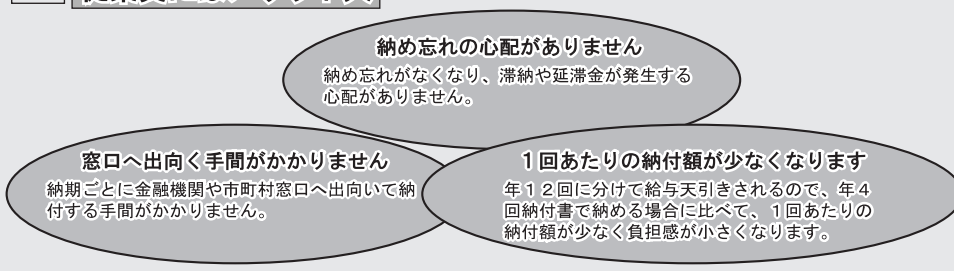 納め忘れの心配がありません
納め忘れがなくなり、滞納や延滞金が発生する
心配がありません。
窓口へ出向く手間がかかりません
納期ごとに金融機関や市町村窓口へ出向いて納
付する手間がかかりません。
1回あたりの納付額が少なくなります
年12回に分けて給与天引きされるので、年4
回納付書で納める場合に比べて、1回あたりの
納付額が少なく負担感が小さくなります。